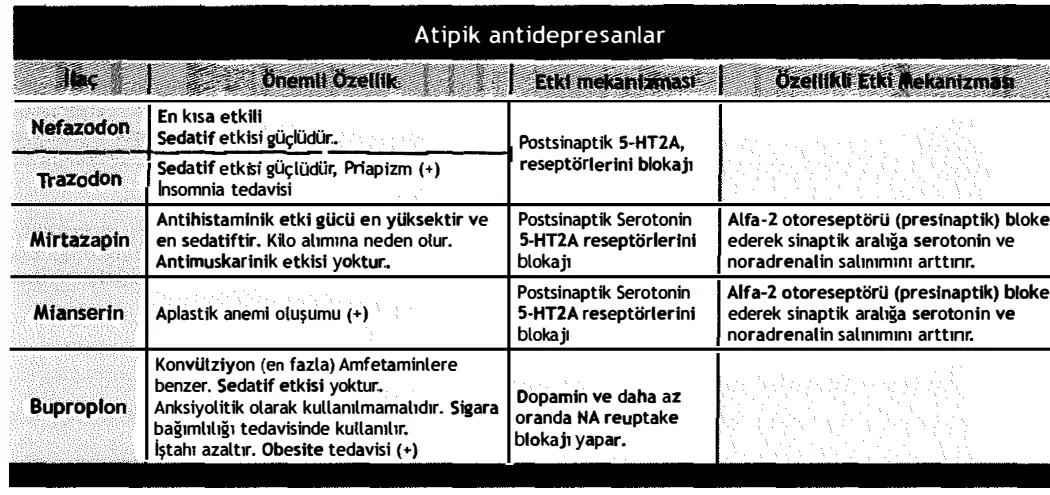 Atipik antidepresanlar
İlaç | Önemli Özellik | Etki mekanizması | Özellikli Etki Mekanizması
Nefazodon
En kısa etkili
Sedatif etkisi güçlüdür.
Postsinaptik 5-HT2A,
reseptörlerini blokajı
Trazodon
Sedatif etkisi güçlüdür, Priapizm (+)
İnsomnia tedavisi
Mirtazapin
Antihistaminik etki gücü en yüksektir ve
en sedatiftir. Kilo alımına neden olur.
Antimuskarinik etkisi yoktur.
Postsinaptik Serotonin
5-HT2A reseptörlerini
blokajı
Alfa-2 otoreseptörü (presinaptik) bloke
ederek sinaptik aralığa serotonin ve
noradrenalin salınımını arttırır.
Mianserin
Aplastik anemi oluşumu (+)
Postsinaptik Serotonin
5-HT2A reseptörlerini
blokajı
Alfa-2 otoreseptörü (presinaptik) bloke
ederek sinaptik aralığa serotonin ve
noradrenalin salınımını arttırır.
Bupropion
Konvülziyon (en fazla) Amfetaminlere
benzer. Sedatif etkisi yoktur.
Anksiyolitik olarak kullanılmamalıdır. Sigara
bağımlılığı tedavisinde kullanılır.
İştahı azaltır. Obesite tedavisi (+)
Dopamin ve daha az
oranda NA reuptake
blokajı yapar.